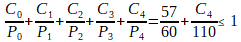 C₀/P₀ + C₁/P₁ + C₂/P₂ + C₃/P₃ + C₄/P₄ = 57/60 + C₄/110 ≤ 1